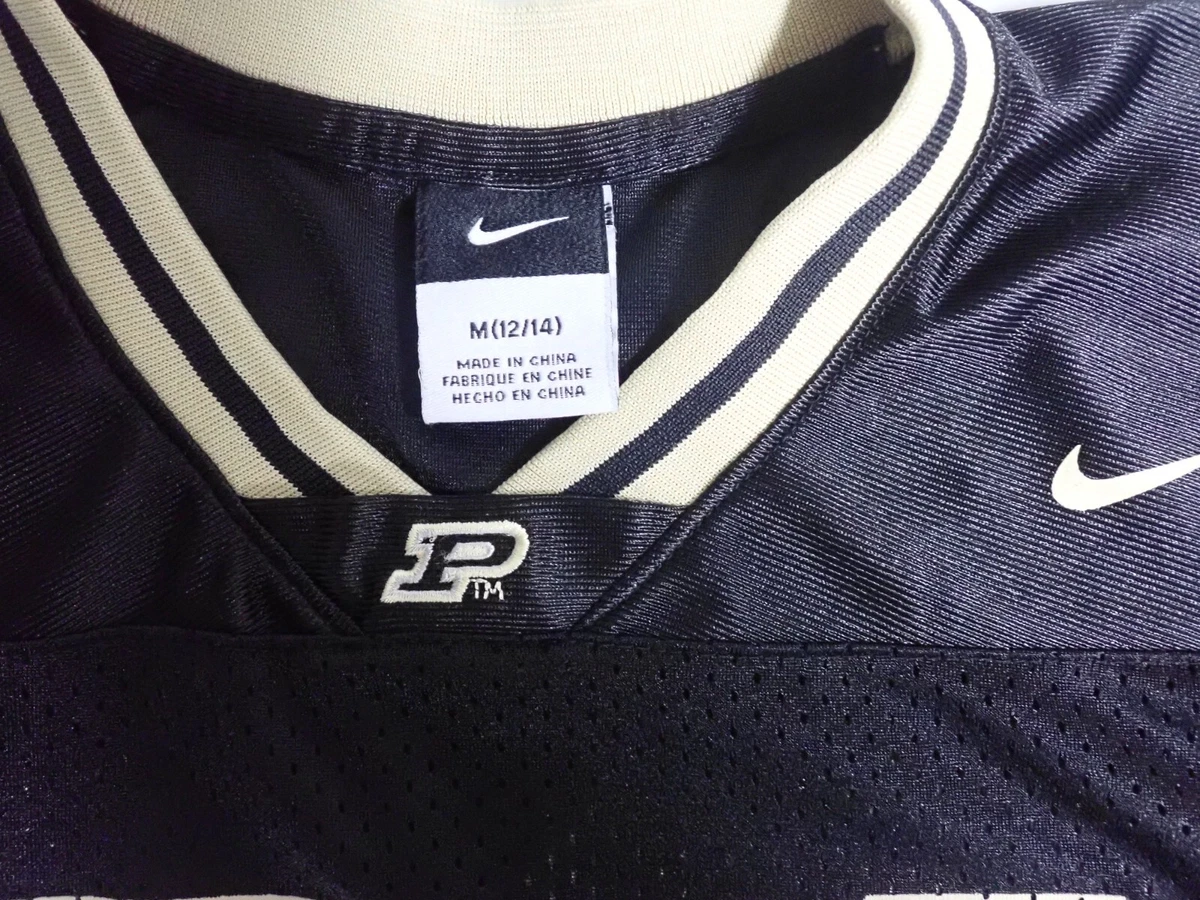 M(12/14)
MADE IN CHINA
FABRIQUE EN CHINE
HECHO EN CHINA
P
TM